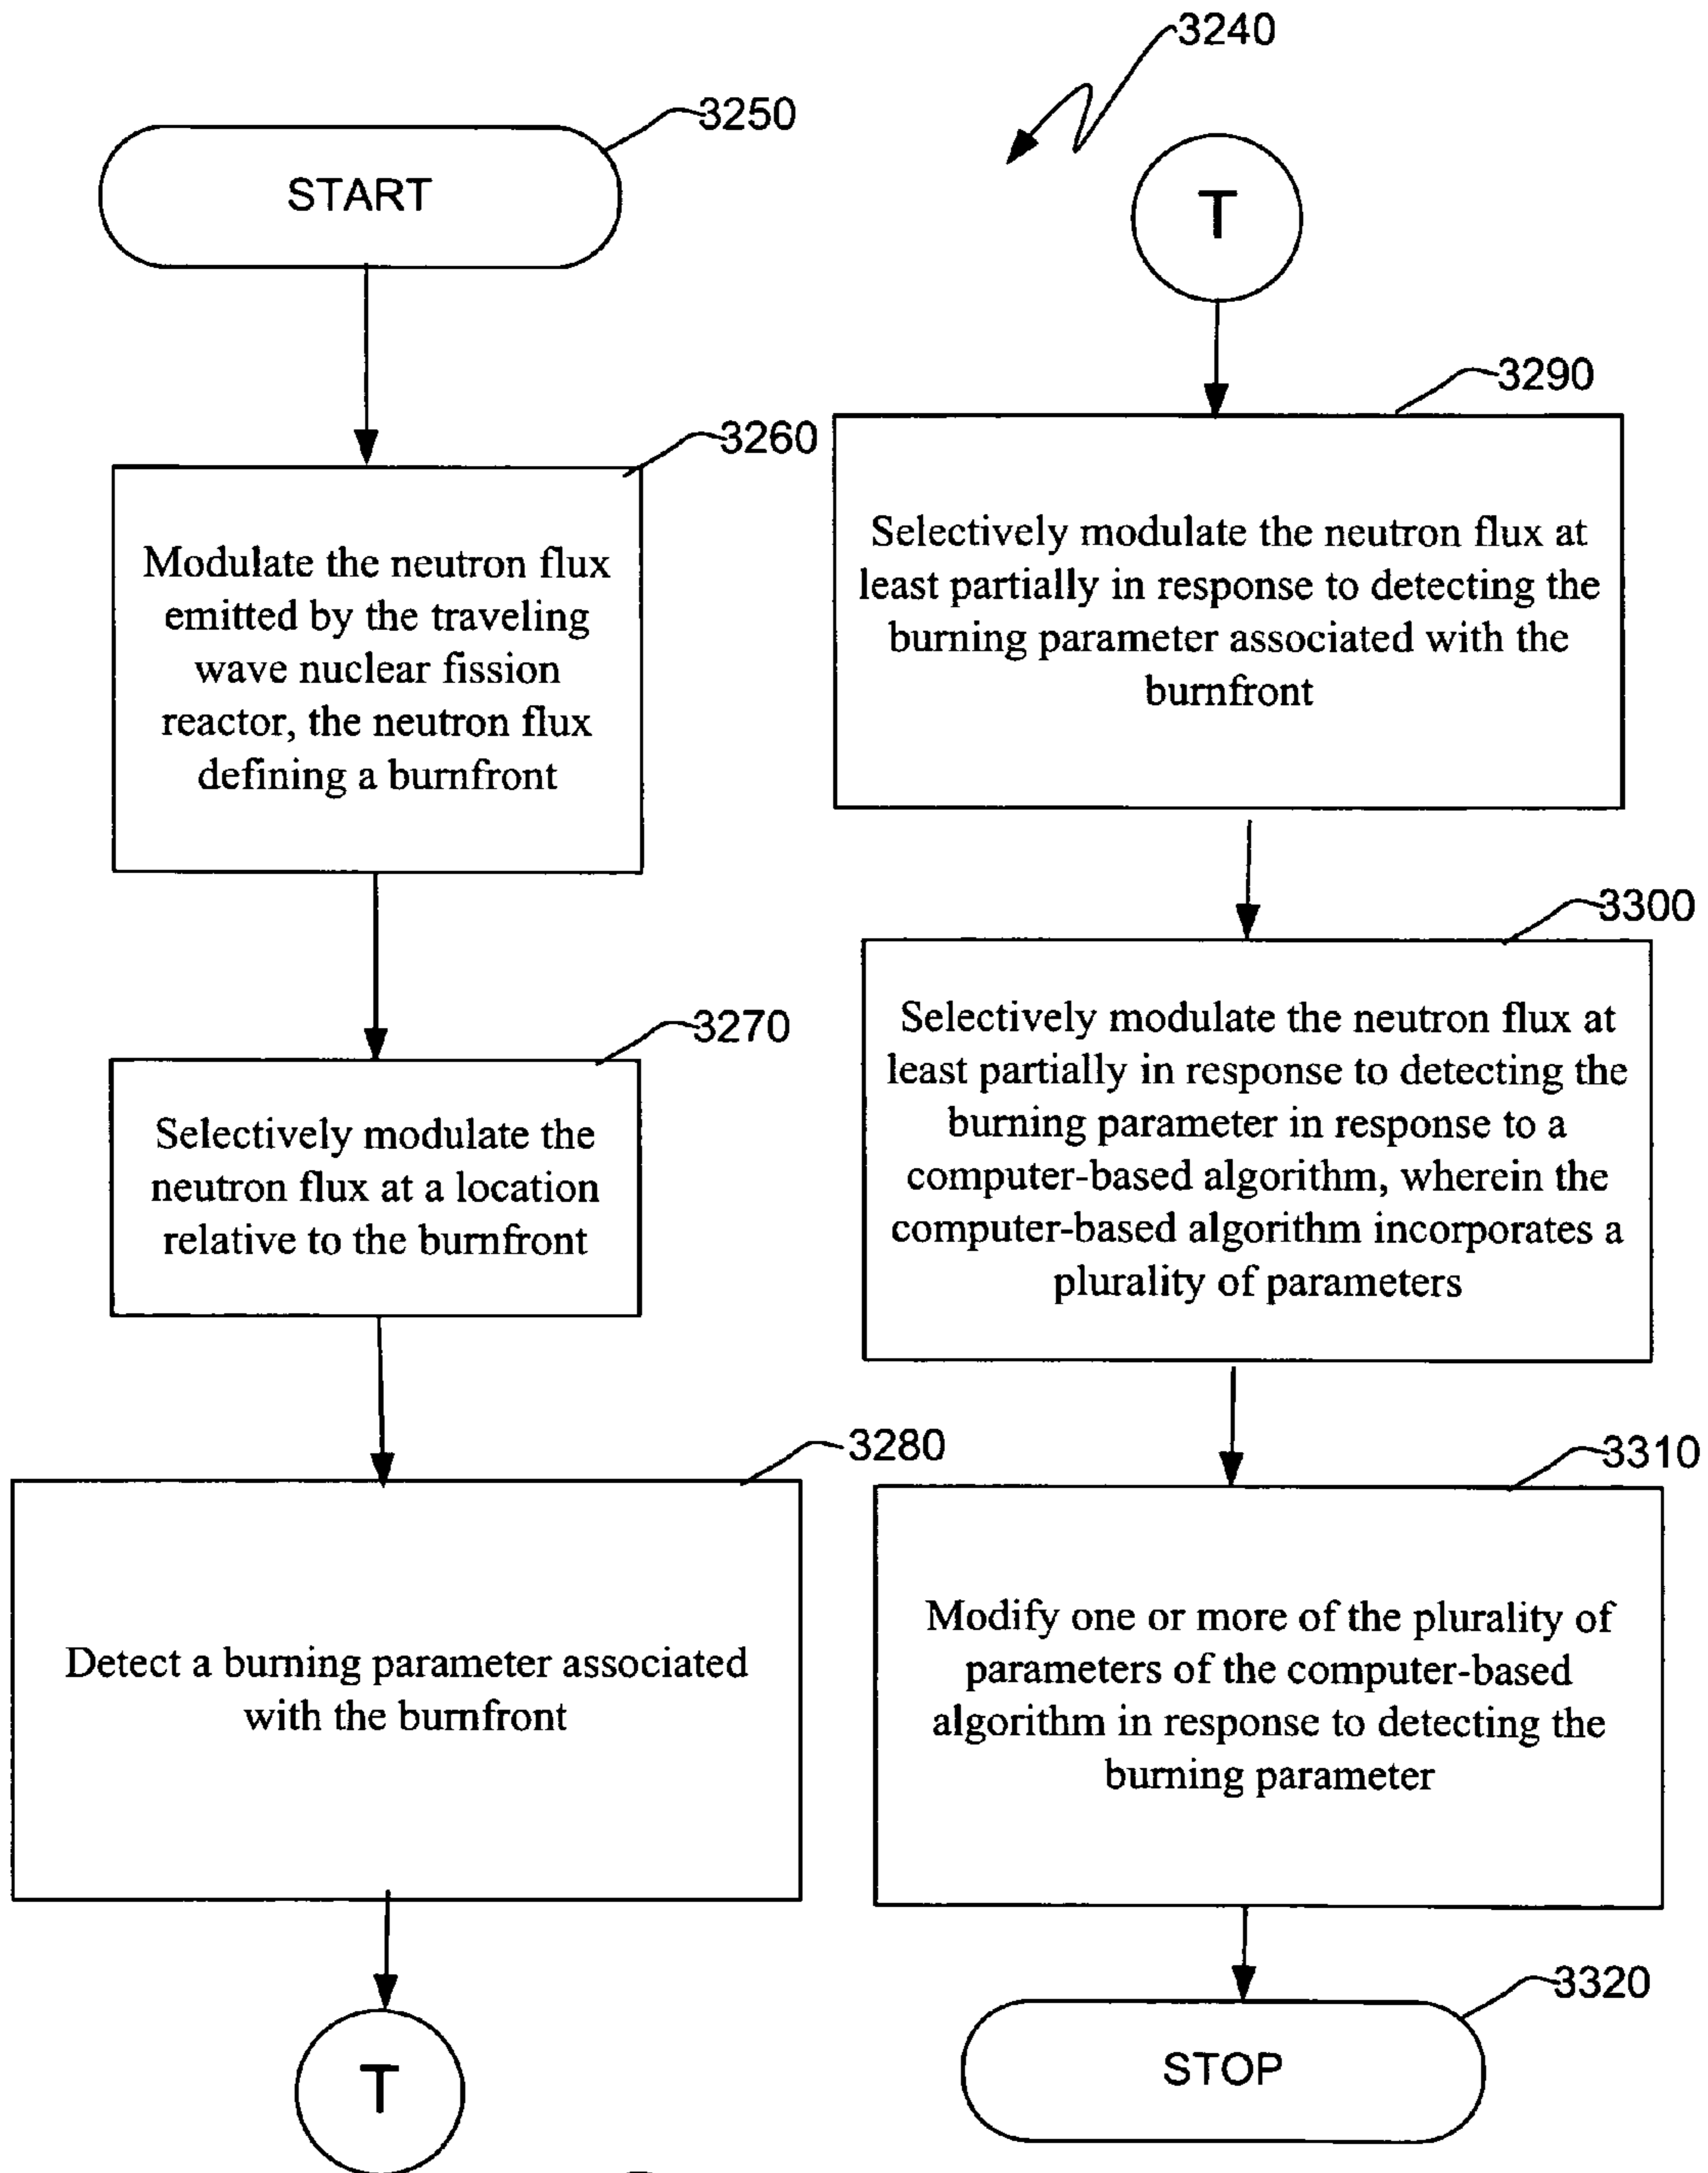 3240
3250
START
3260
Modulate the neutron flux
emitted by the traveling
wave nuclear fission
reactor, the neutron flux
defining a burnfront
3270
Selectively modulate the
neutron flux at a location
relative to the burnfront
3280
Detect a burning parameter associated
with the burnfront
T
T
3290
Selectively modulate the neutron flux at
least partially in response to detecting the
burning parameter associated with the
burnfront
3300
Selectively modulate the neutron flux at
least partially in response to detecting the
burning parameter in response to a
computer-based algorithm, wherein the
computer-based algorithm incorporates a
plurality of parameters
3310
Modify one or more of the plurality of
parameters of the computer-based
algorithm in response to detecting the
burning parameter
3320
STOP